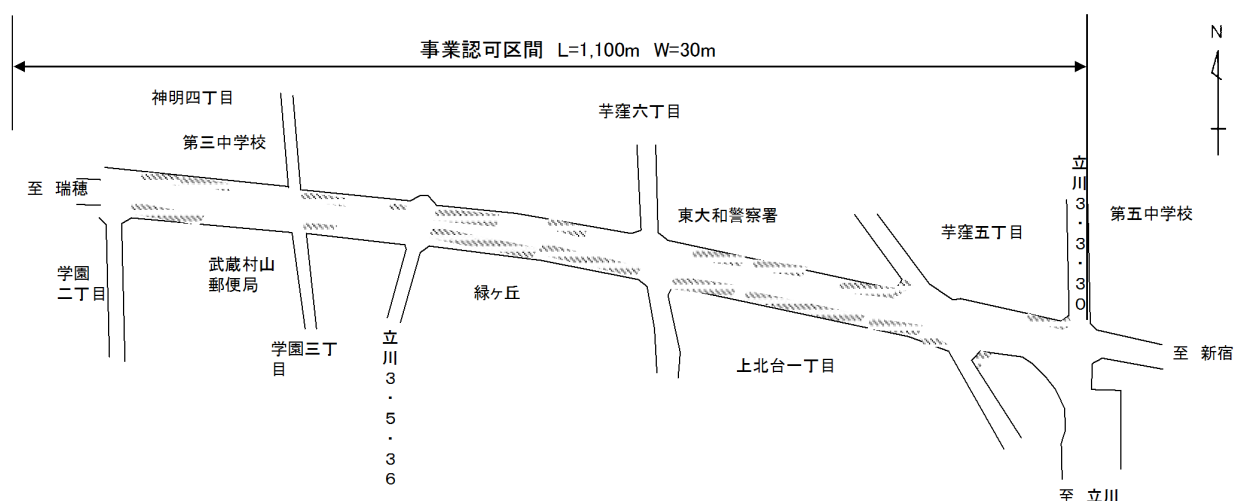 事業認可区間 L=1,100m W=30m
N
神明四丁目
芋窪六丁目
第三中学校
至 瑞穂
東大和警察署
芋窪五丁目
立川３・３・３０
第五中学校
学園
二丁目
武蔵村山
郵便局
緑ヶ丘
学園三丁
目
立川３・５・３６
上北台一丁目
至 新宿
至 立川